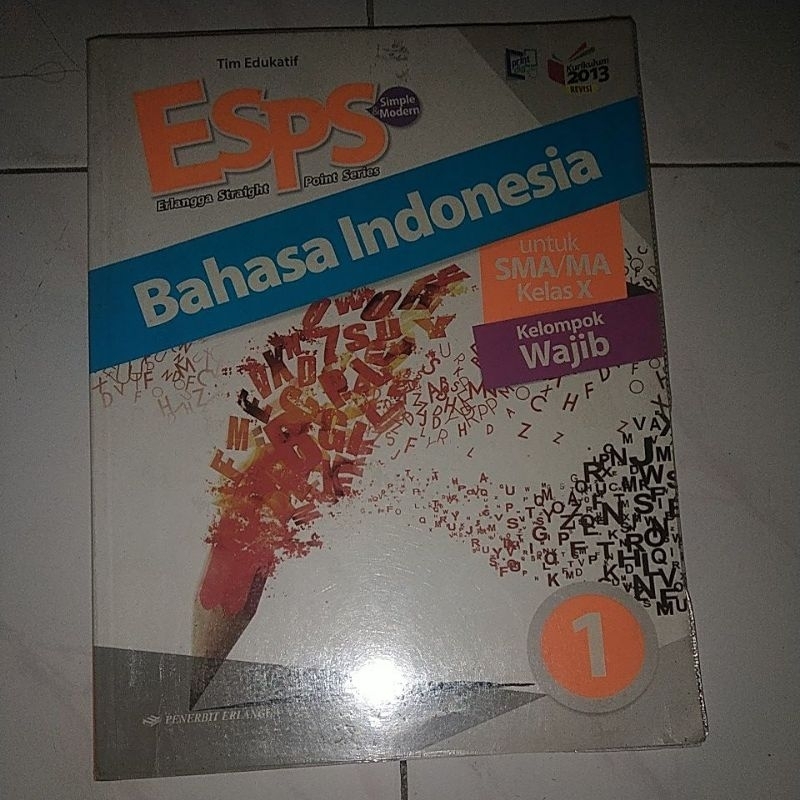 Tim Edukatif
ESPS
Simple
& Modern
Erlangga Straight Point Series
Kurikulum
2013
REVISI
Bahasa Indonesia
untuk
SMA/MA
Kelas X
Kelompok
Wajib
1
PENERBIT ERLANGGA